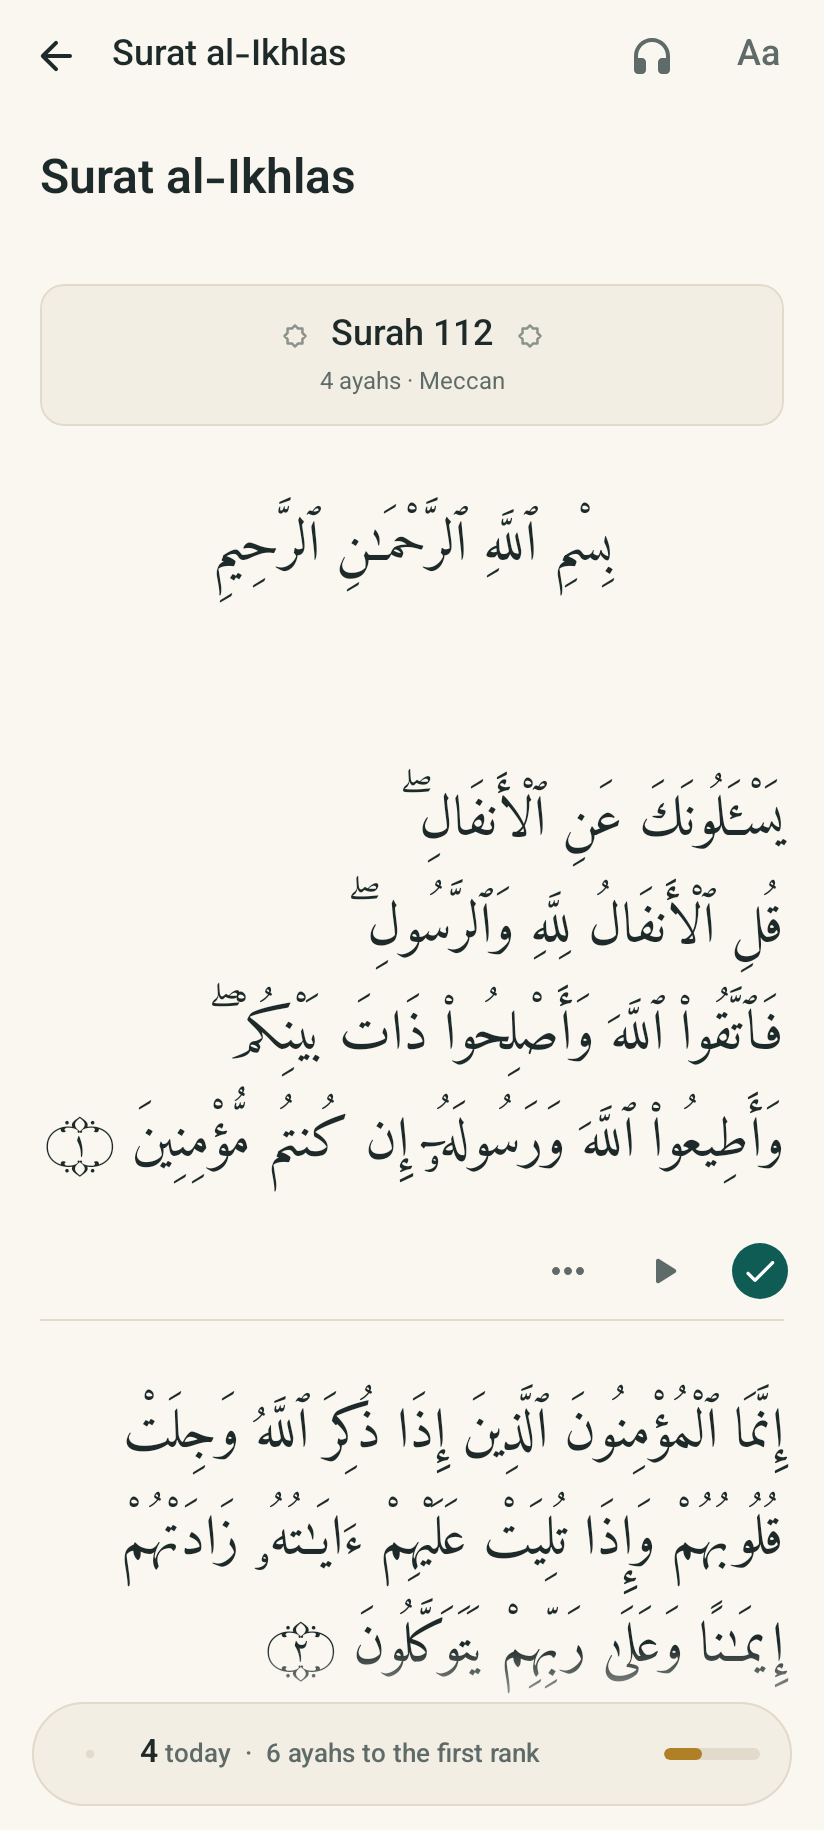 Surat al-Ikhlas
Aa
Surat al-Ikhlas
Surah 112
4 ayahs · Meccan
بِسْمِ ٱللَّهِ ٱلرَّحْمَـٰنِ ٱلرَّحِيمِ
يَسْـَٔلُونَكَ عَنِ ٱلْأَنفَالِ ۖ
قُلِ ٱلْأَنفَالُ لِلَّهِ وَٱلرَّسُولِ ۖ
فَٱتَّقُوا۟ ٱللَّهَ وَأَصْلِحُوا۟ ذَاتَ بَيْنِكُمْ ۖ
وَأَطِيعُوا۟ ٱللَّهَ وَرَسُولَهُۥٓ إِن كُنتُم مُّؤْمِنِينَ ١
إِنَّمَا ٱلْمُؤْمِنُونَ ٱلَّذِينَ إِذَا ذُكِرَ ٱللَّهُ وَجِلَتْ
قُلُوبُهُمْ وَإِذَا تُلِيَتْ عَلَيْهِمْ ءَايَـٰتُهُۥ زَادَتْهُمْ
إِيمَـٰنًا وَعَلَىٰ رَبِّهِمْ يَتَوَكَّلُونَ ٢
4 today · 6 ayahs to the first rank